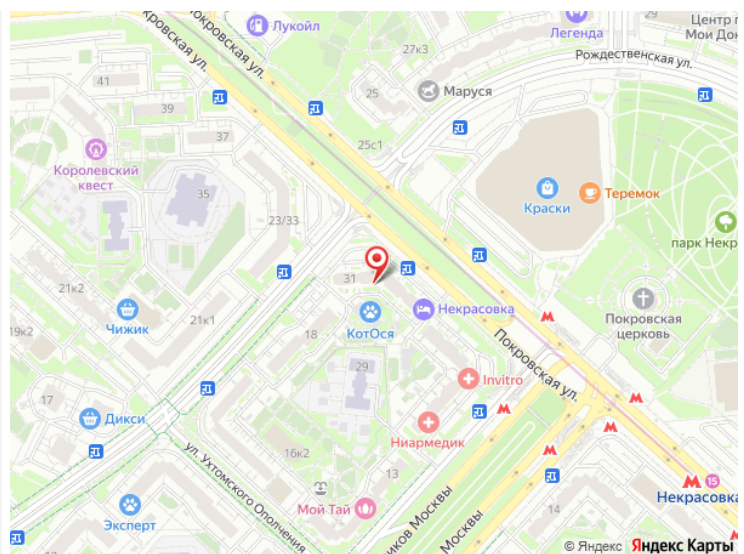 Покровская ул.
Покровская ул.
Лукойл
27к3
Легенда
Центр г
Мои Док
Рождественская ул.
41
39
25
Маруся
25с1
Королевский
квест
35
23/33
Краски
Теремок
парк Некр
31
21к2
Чижик
21к1
19к2
18
КотОся
Некрасовка
Покровская
церковь
Покровская ул.
29
Invitro
17
Дикси
Ниармедик
16к2
13
ул. Ухтомского Ополчения
Мой Тай
Эксперт
иков Москвы
Москвы
14
15
Некрасовка
© Яндекс Яндекс Карты